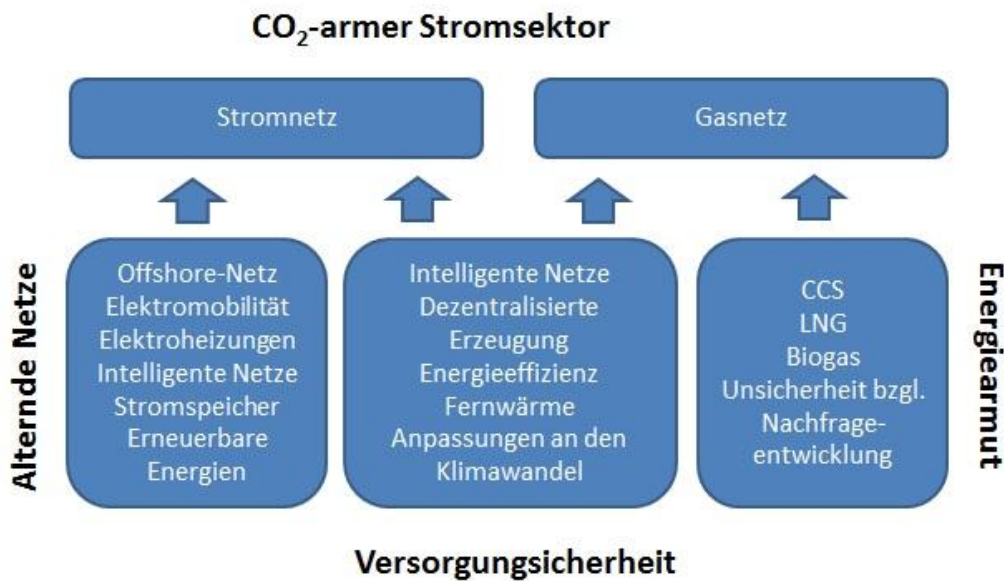 CO₂-armer Stromsektor
Stromnetz
Gasnetz
Alternde Netze
Offshore-Netz
Elektromobilität
Elektroheizungen
Intelligente Netze
Stromspeicher
Erneuerbare
Energien
Intelligente Netze
Dezentralisierte
Erzeugung
Energieeffizienz
Fernwärme
Anpassungen an den
Klimawandel
CCS
LNG
Biogas
Unsicherheit bzgl.
Nachfrage-
entwicklung
Energiearmut
Versorgungsicherheit